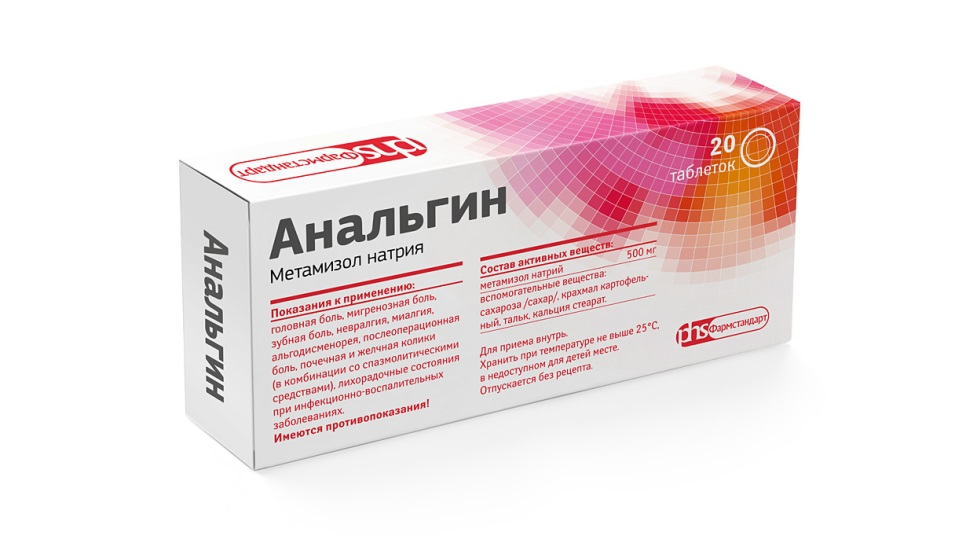 phs Фармстандарт
20
таблеток
Анальгин
Метамизол натрия
Показания к применению:
головная боль, мигренозная боль,
зубная боль, невралгия, миалгия,
альгодисменорея, послеоперационная
боль, почечная и желчная колики
(в комбинации со спазмолитическими
средствами), лихорадочные состояния
при инфекционно-воспалительных
заболеваниях.
Имеются противопоказания!
Состав активных веществ:
метамизол натрий 500 мг
вспомогательные вещества:
сахароза /сахар/, крахмал картофель-
ный, тальк, кальция стеарат.
Для приема внутрь.
Хранить при температуре не выше 25°С,
в недоступном для детей месте.
Отпускается без рецепта.
phs Фармстандарт
Анальгин